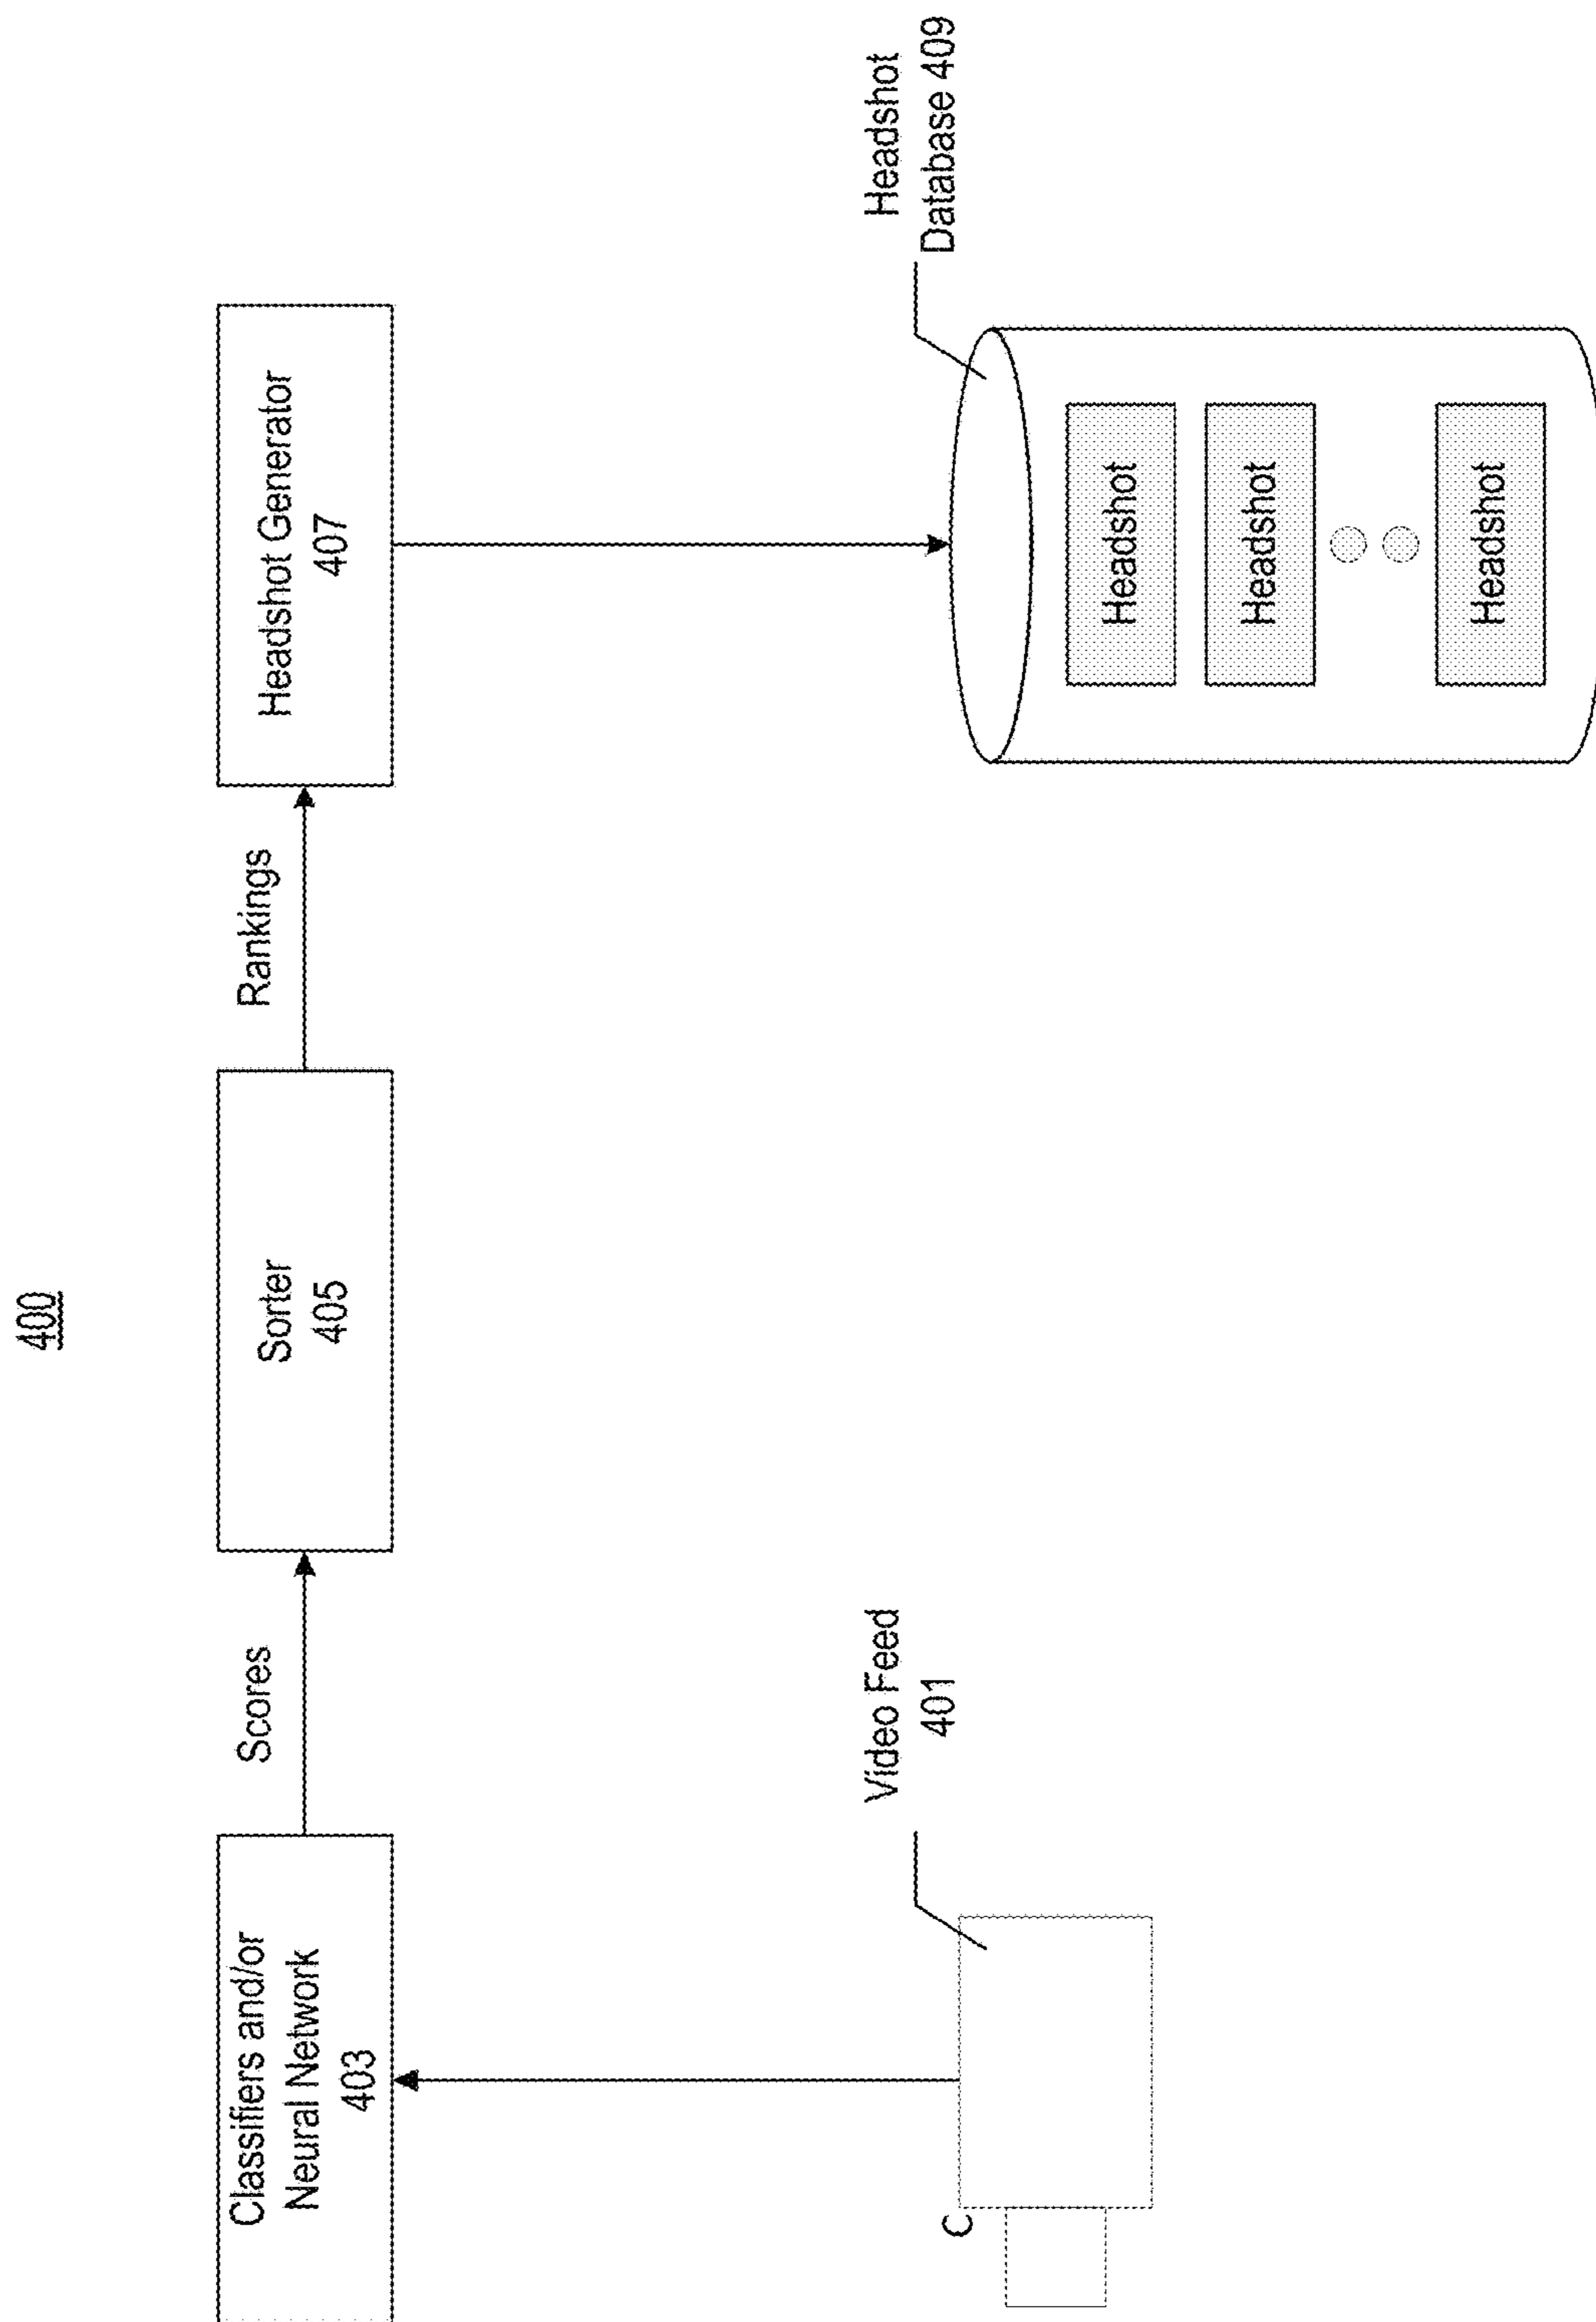 400
Classifiers and/or
Neural Network
403
Scores
Sorter
405
Rankings
Headshot Generator
407
C
Video Feed
401
Headshot
Database 409
Headshot
Headshot
Headshot